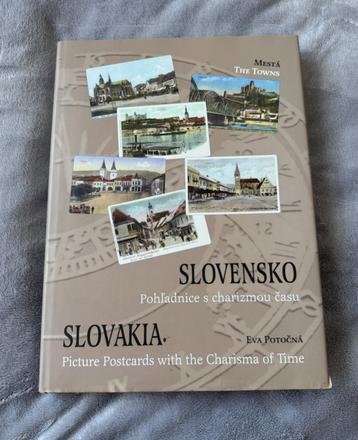 Mestá
The Towns
SLOVENSKO
Pohľadnice s charizmou času
SLOVAKIA
Eva Potočná
Picture Postcards with the Charisma of Time